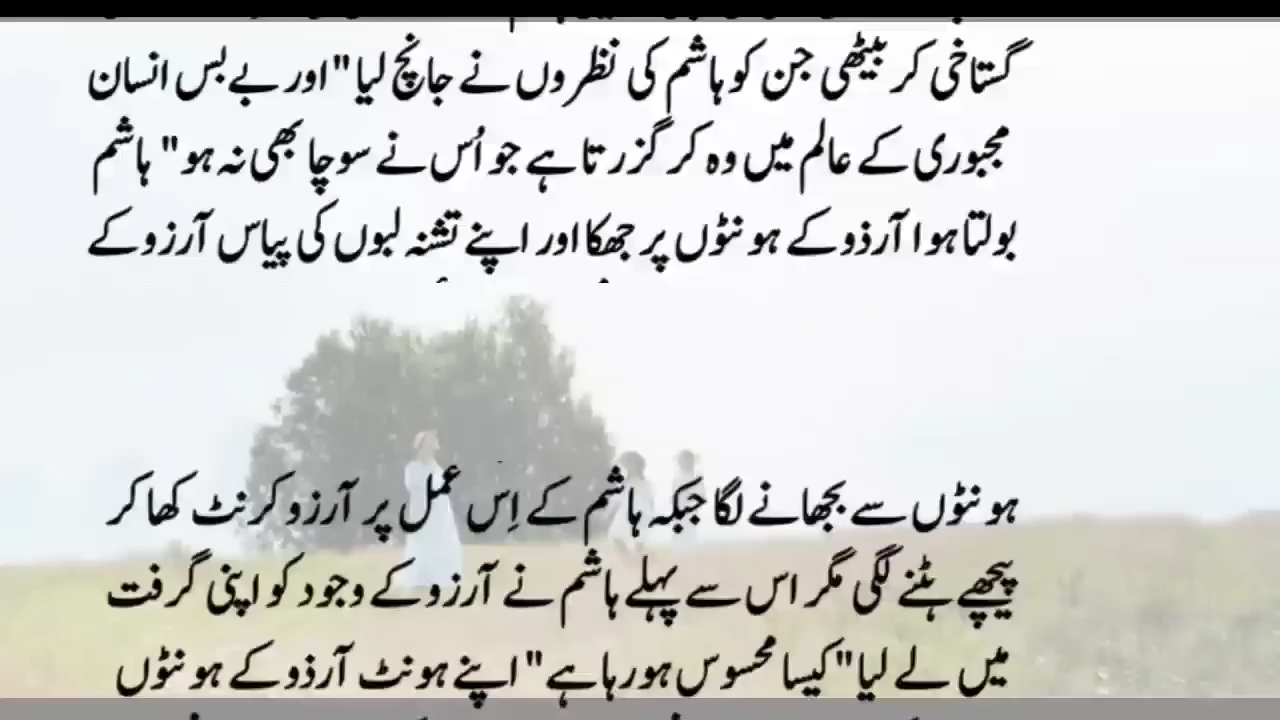 گستاخی کر بیٹھی جن کو ہاشم کی نظروں نے جانچ لیا" اور بے بس انسان
مجبوری کے عالم میں وہ کر گزرتا ہے جو اُس نے سوچا بھی نہ ہو" ہاشم
بولتا ہوا آرذو کے ہونٹوں پر جھکا اور اپنے تشنہ لبوں کی پیاس آرزو کے
ہونٹوں سے بجھانے لگا جبکہ ہاشم کے اِس عمل پر آرزو کرنٹ کھا کر
پیچھے ہٹنے لگی مگر اس سے پہلے ہاشم نے آرزو کے وجود کو اپنی گرفت
میں لے لیا" کیسا محسوس ہو رہا ہے" اپنے ہونٹ آرذو کے ہونٹوں